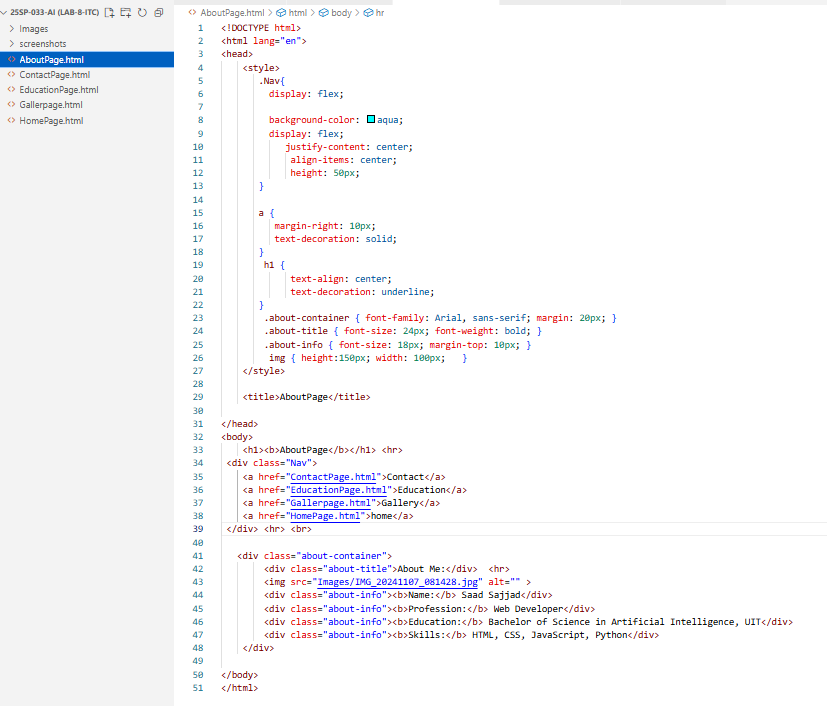 25SP-033-AI (LAB-8-ITC)
Images
screenshots
AboutPage.html
ContactPage.html
EducationPage.html
Gallerpage.html
HomePage.html
AboutPage.html > html > body > hr
1 <!DOCTYPE html>
2 <html lang="en">
3 <head>
4 <style>
5 .Nav{
6 display: flex;
7
8 background-color: aqua;
9 display: flex;
10 justify-content: center;
11 align-items: center;
12 height: 50px;
13 }
14
15 a {
16 margin-right: 10px;
17 text-decoration: solid;
18 }
19 h1 {
20 text-align: center;
21 text-decoration: underline;
22 }
23 .about-container { font-family: Arial, sans-serif; margin: 20px; }
24 .about-title { font-size: 24px; font-weight: bold; }
25 .about-info { font-size: 18px; margin-top: 10px; }
26 img { height:150px; width: 100px; }
27 </style>
28
29 <title>AboutPage</title>
30
31 </head>
32 <body>
33 <h1><b>AboutPage</b></h1> <hr>
34 <div class="Nav">
35 <a href="ContactPage.html">Contact</a>
36 <a href="EducationPage.html">Education</a>
37 <a href="Gallerpage.html">Gallery</a>
38 <a href="HomePage.html">home</a>
39 </div> <hr> <br>
40
41 <div class="about-container">
42 <div class="about-title">About Me:</div> <hr>
43 <img src="Images/IMG_20241107_081428.jpg" alt="" >
44 <div class="about-info"><b>Name:</b> Saad Sajjad</div>
45 <div class="about-info"><b>Profession:</b> Web Developer</div>
46 <div class="about-info"><b>Education:</b> Bachelor of Science in Artificial Intelligence, UIT</div>
47 <div class="about-info"><b>Skills:</b> HTML, CSS, JavaScript, Python</div>
48 </div>
49
50 </body>
51 </html>